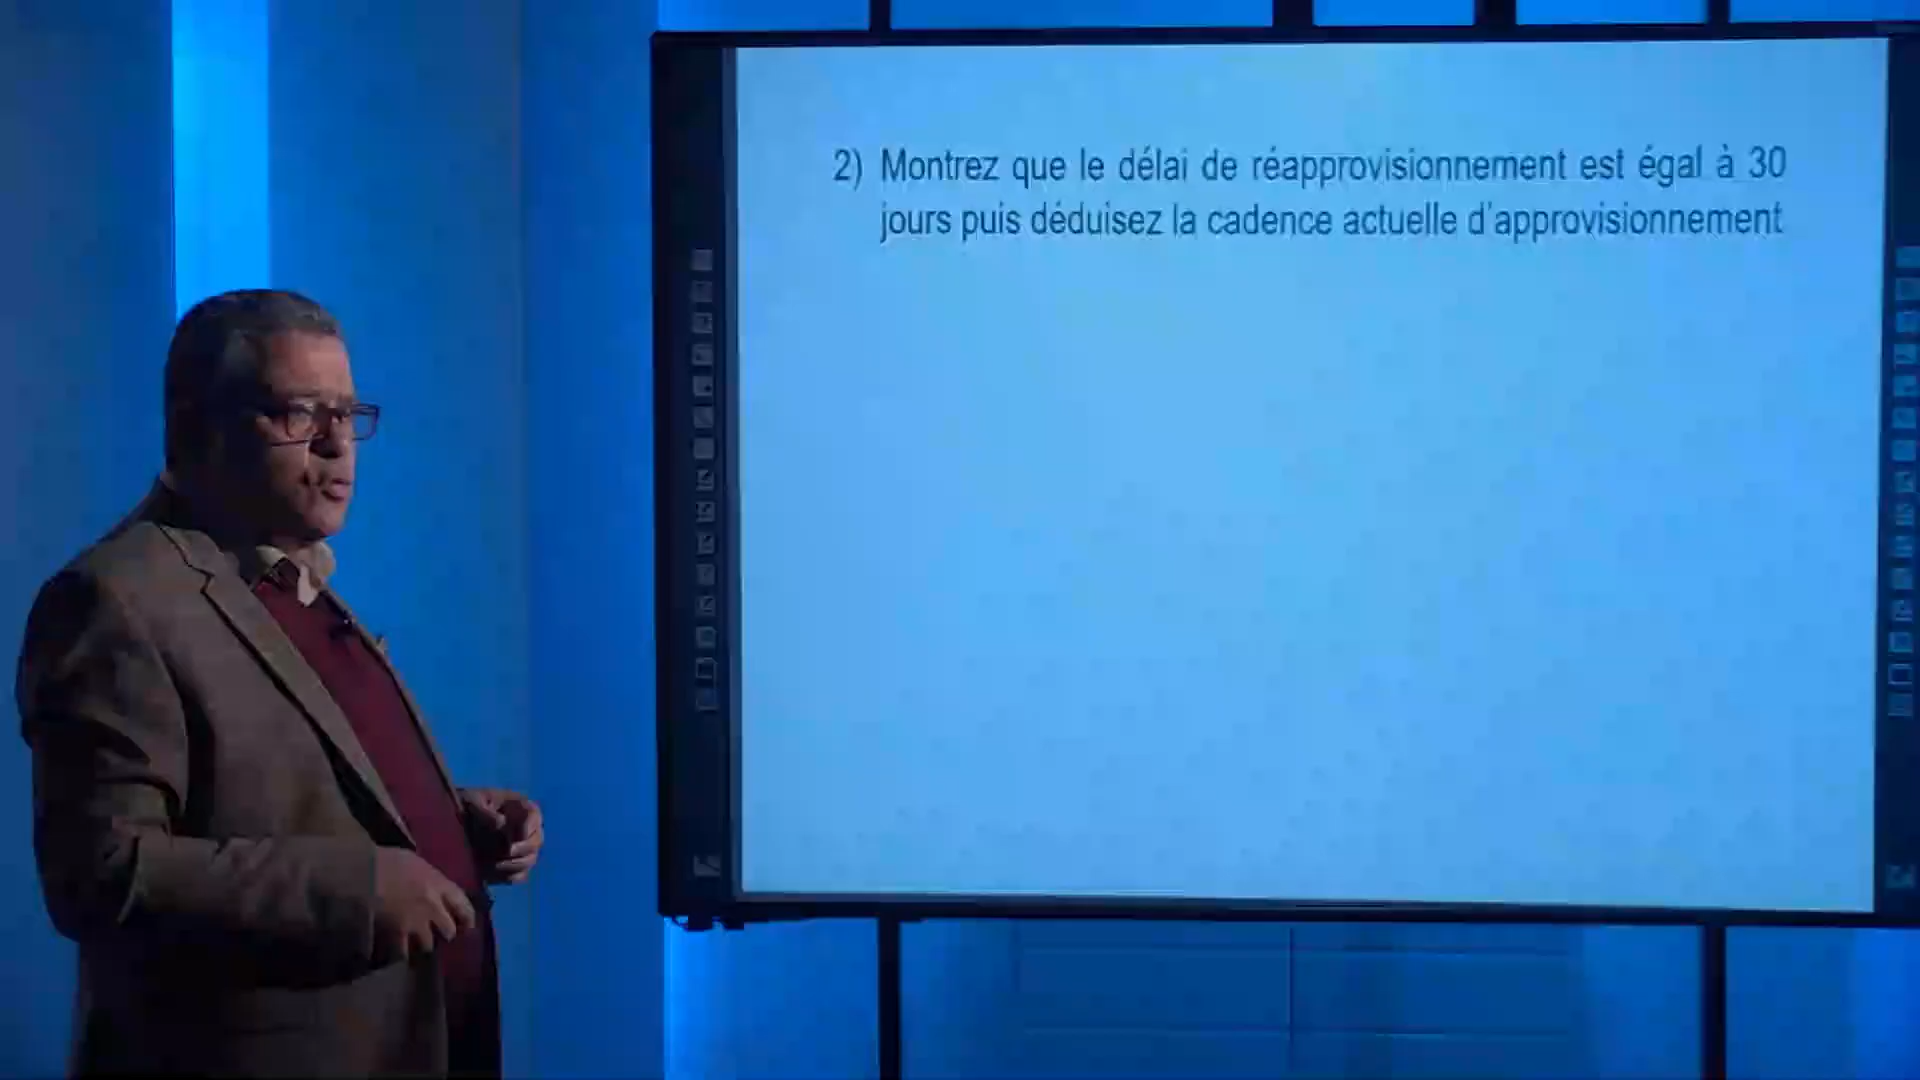 2) Montrez que le délai de réapprovisionnement est égal à 30
jours puis déduisez la cadence actuelle d'approvisionnement